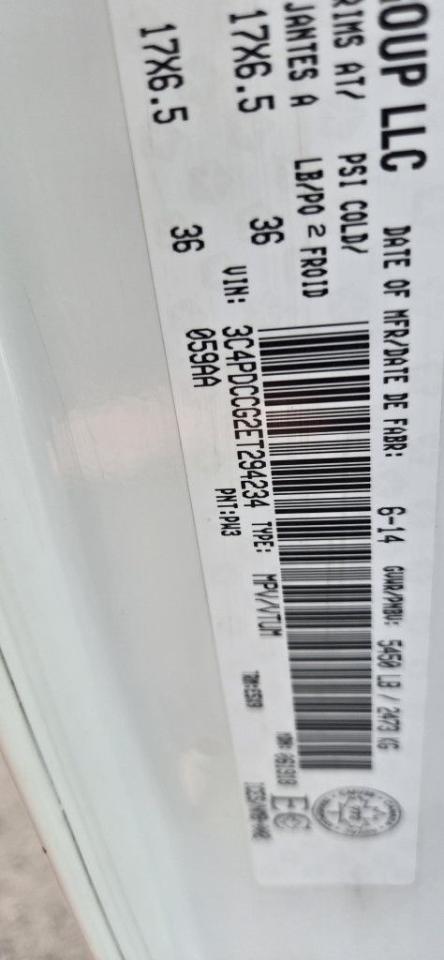 OUP LLC
DATE OF MFR/DATE DE FABR: 6-14 GVWR/PNBV: 5450 LB / 2473 KG
RIMS AT/ PSI COLD/
JANTES A LB/PO 2 FROID
17X6.5 36
VIN: 3C4PDCCG2ET294234 TYPE: MPV/VTUM
17X6.5 36
059AA PNT:PW3
EC